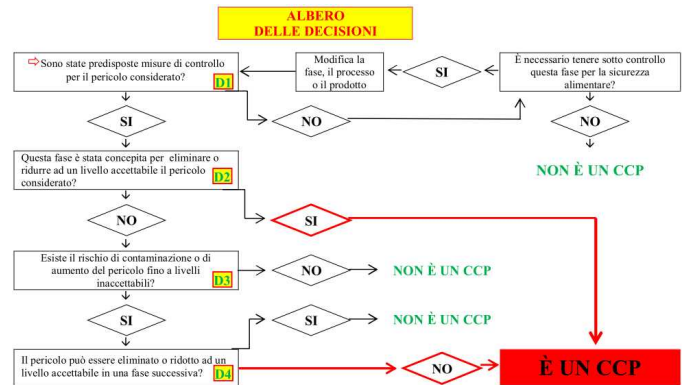 ALBERO
DELLE DECISIONI
⇨Sono state predisposte misure di controllo
per il pericolo considerato?
D1
Modifica la
fase, il processo
o il prodotto
SI
È necessario tenere sotto controllo
questa fase per la sicurezza
alimentare?
SI
NO
NO
NON È UN CCP
Questa fase è stata concepita per eliminare o
ridurre ad un livello accettabile il pericolo
considerato?
D2
NO
SI
Esiste il rischio di contaminazione o di
aumento del pericolo fino a livelli
inaccettabili?
D3
NO
NON È UN CCP
SI
SI
NON È UN CCP
Il pericolo può essere eliminato o ridotto ad un
livello accettabile in una fase successiva?
D4
NO
È UN CCP